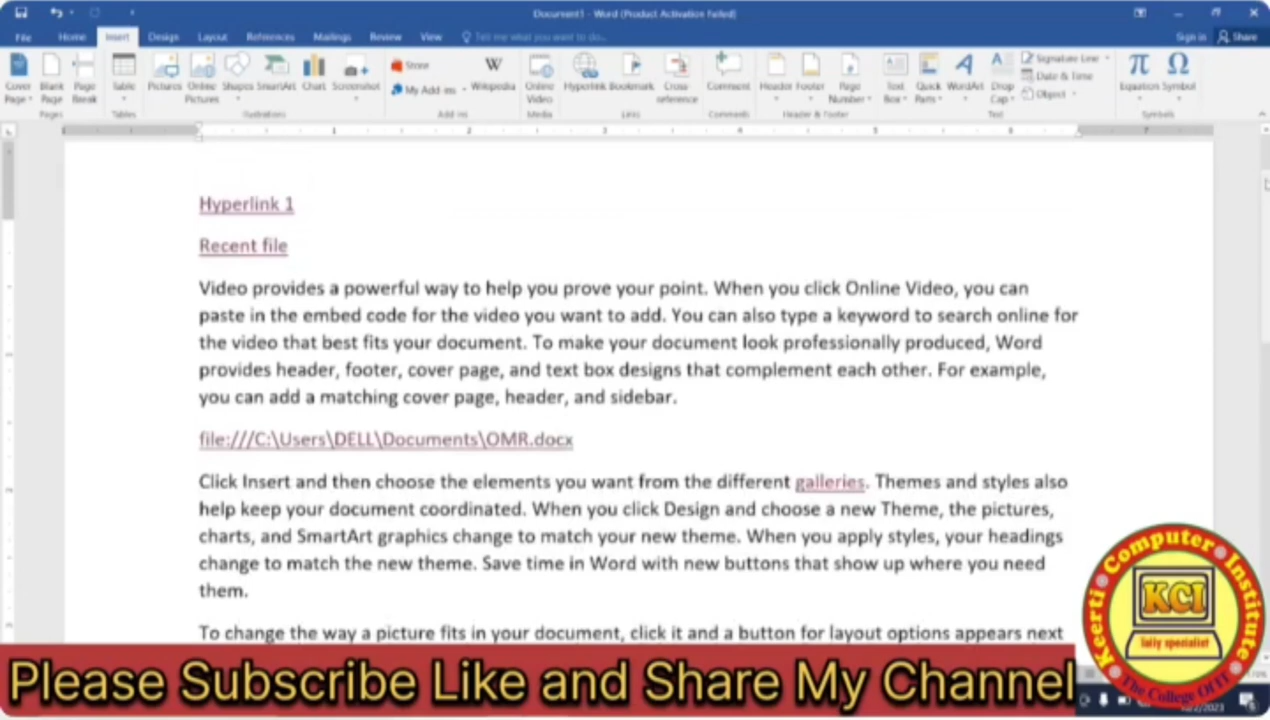 Document1 - Word (Product Activation Failed)
File Home Insert Design Layout References Mailings Review View Tell me what you want to do... Sign in Share
Cover Page Blank Page Page Break Table Pictures Online Pictures Shapes SmartArt Chart Screenshot Store My Add ins Wikipedia Online Video Hyperlink Bookmark Cross-reference Comment Header Footer Page Number Text Box Quick Parts WordArt Drop Cap Signature Line Date & Time Object Equation Symbol
Pages Tables Illustrations Add ins Media Links Comments Header & Footer Text Symbols
1 2 3 4 5 6 7
Hyperlink 1
Recent file
Video provides a powerful way to help you prove your point. When you click Online Video, you can
paste in the embed code for the video you want to add. You can also type a keyword to search online for
the video that best fits your document. To make your document look professionally produced, Word
provides header, footer, cover page, and text box designs that complement each other. For example,
you can add a matching cover page, header, and sidebar.
file:///C:\Users\DELL\Documents\OMR.docx
Click Insert and then choose the elements you want from the different galleries. Themes and styles also
help keep your document coordinated. When you click Design and choose a new Theme, the pictures,
charts, and SmartArt graphics change to match your new theme. When you apply styles, your headings
change to match the new theme. Save time in Word with new buttons that show up where you need
them.
To change the way a picture fits in your document, click it and a button for layout options appears next
Please Subscribe Like and Share My Channel
Keerti Computer Institute
KCI
tally specialist
The College Of IT